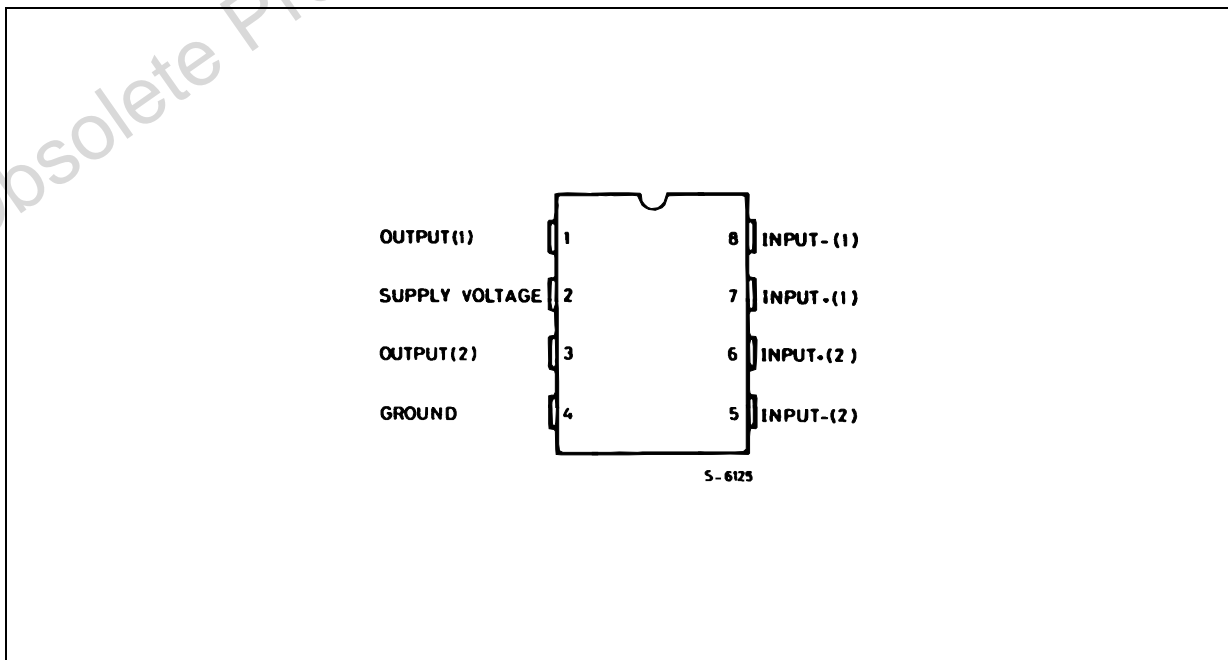 Obsolete
OUTPUT(1) 1 8 INPUT-(1)
SUPPLY VOLTAGE 2 7 INPUT+(1)
OUTPUT(2) 3 6 INPUT+(2)
GROUND 4 5 INPUT-(2)
S-6125